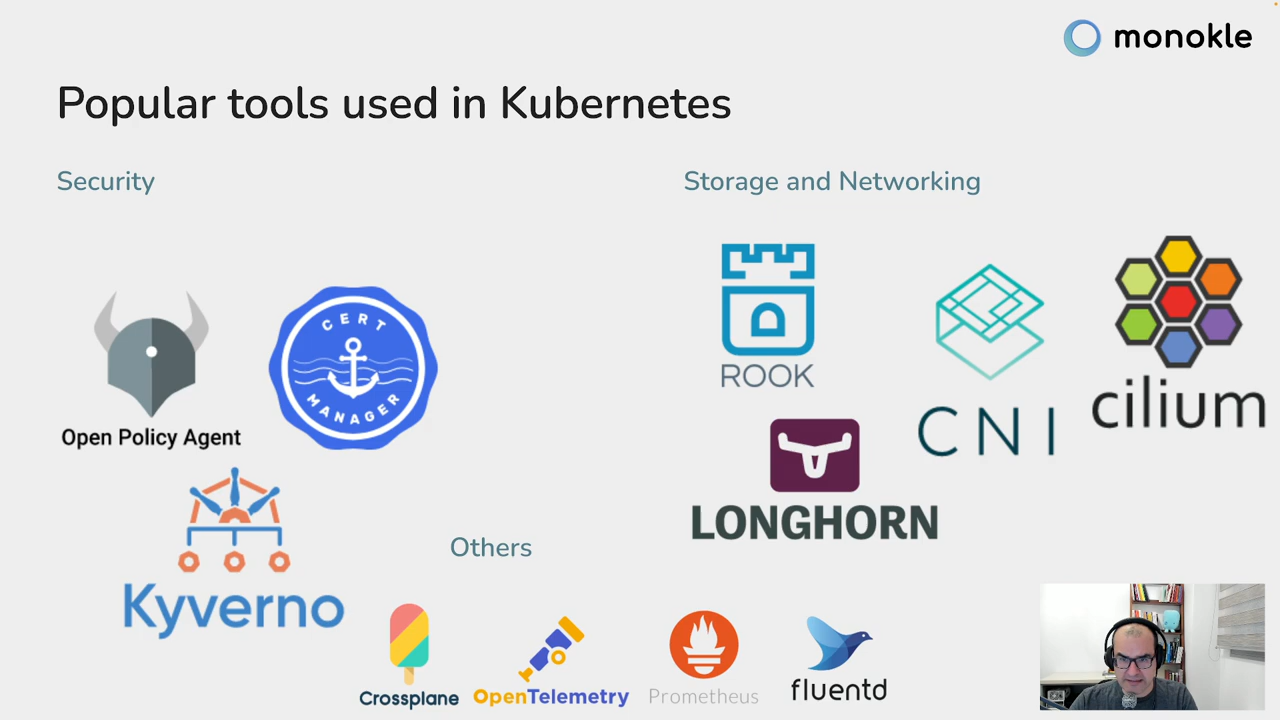 monokle
Popular tools used in Kubernetes
Security
Storage and Networking
Open Policy Agent
CERT
MANAGER
Kyverno
ROOK
CNI
cilium
LONGHORN
Others
Crossplane
OpenTelemetry
Prometheus
fluentd